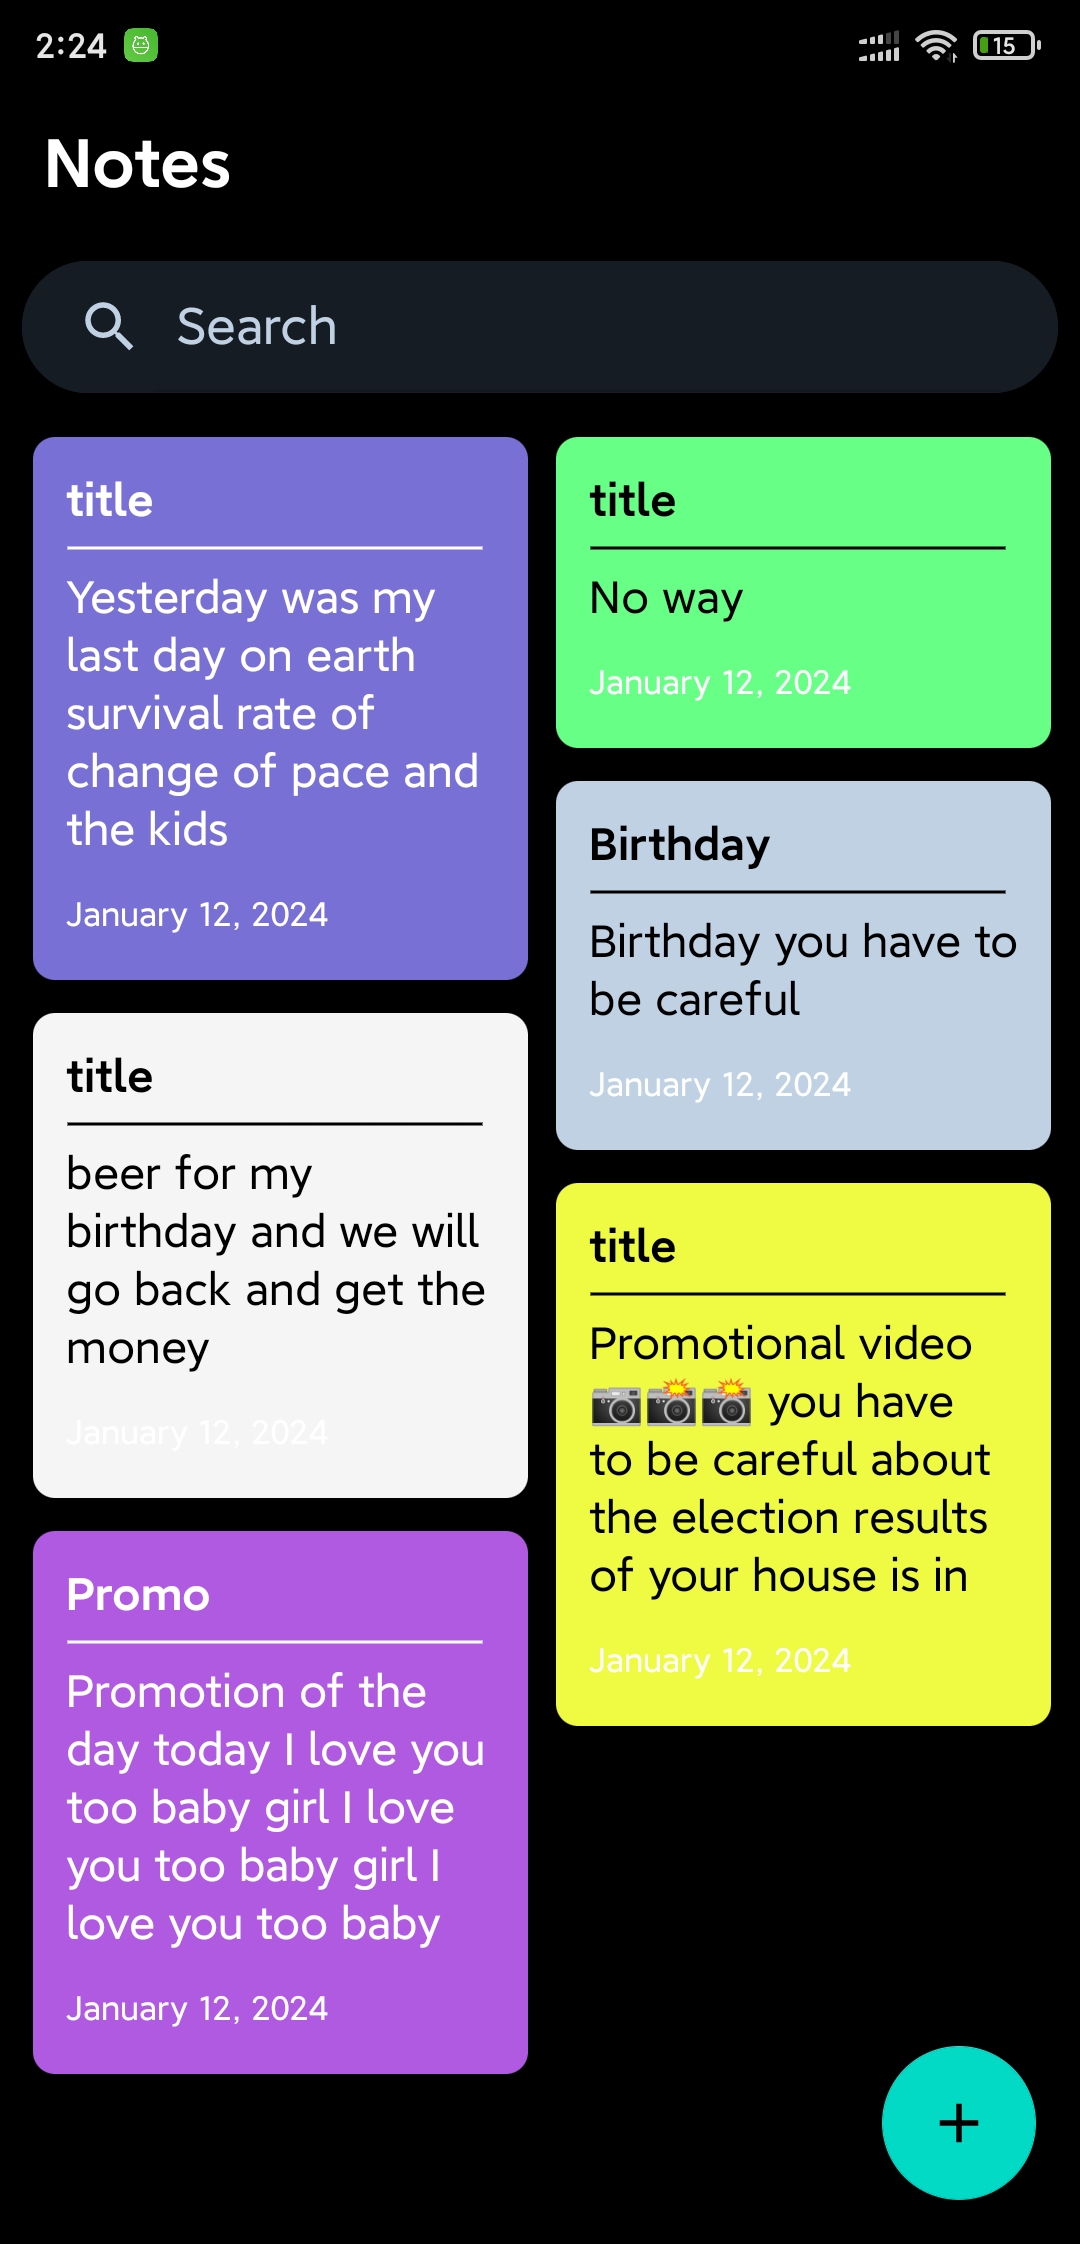 2:24
15
Notes
Search
title
Yesterday was my
last day on earth
survival rate of
change of pace and
the kids
January 12, 2024
title
No way
January 12, 2024
Birthday
Birthday you have to
be careful
January 12, 2024
title
beer for my
birthday and we will
go back and get the
money
January 12, 2024
title
Promotional video
📷📸📸 you have
to be careful about
the election results
of your house is in
January 12, 2024
Promo
Promotion of the
day today I love you
too baby girl I love
you too baby girl I
love you too baby
January 12, 2024
+